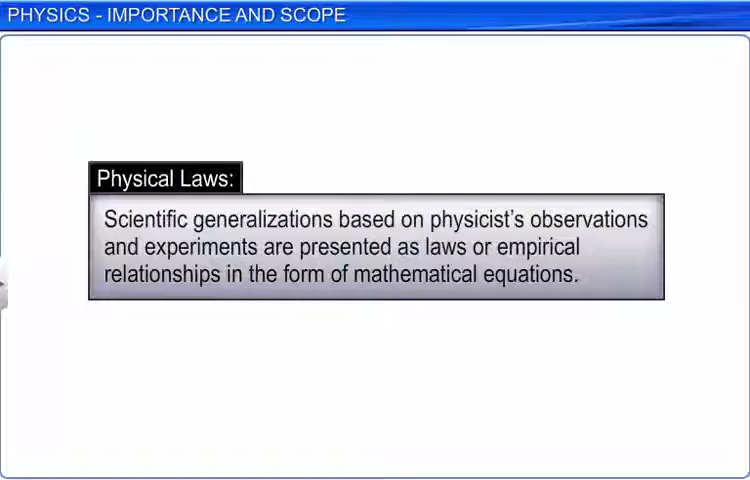 PHYSICS - IMPORTANCE AND SCOPE
Physical Laws:
Scientific generalizations based on physicist's observations
and experiments are presented as laws or empirical
relationships in the form of mathematical equations.